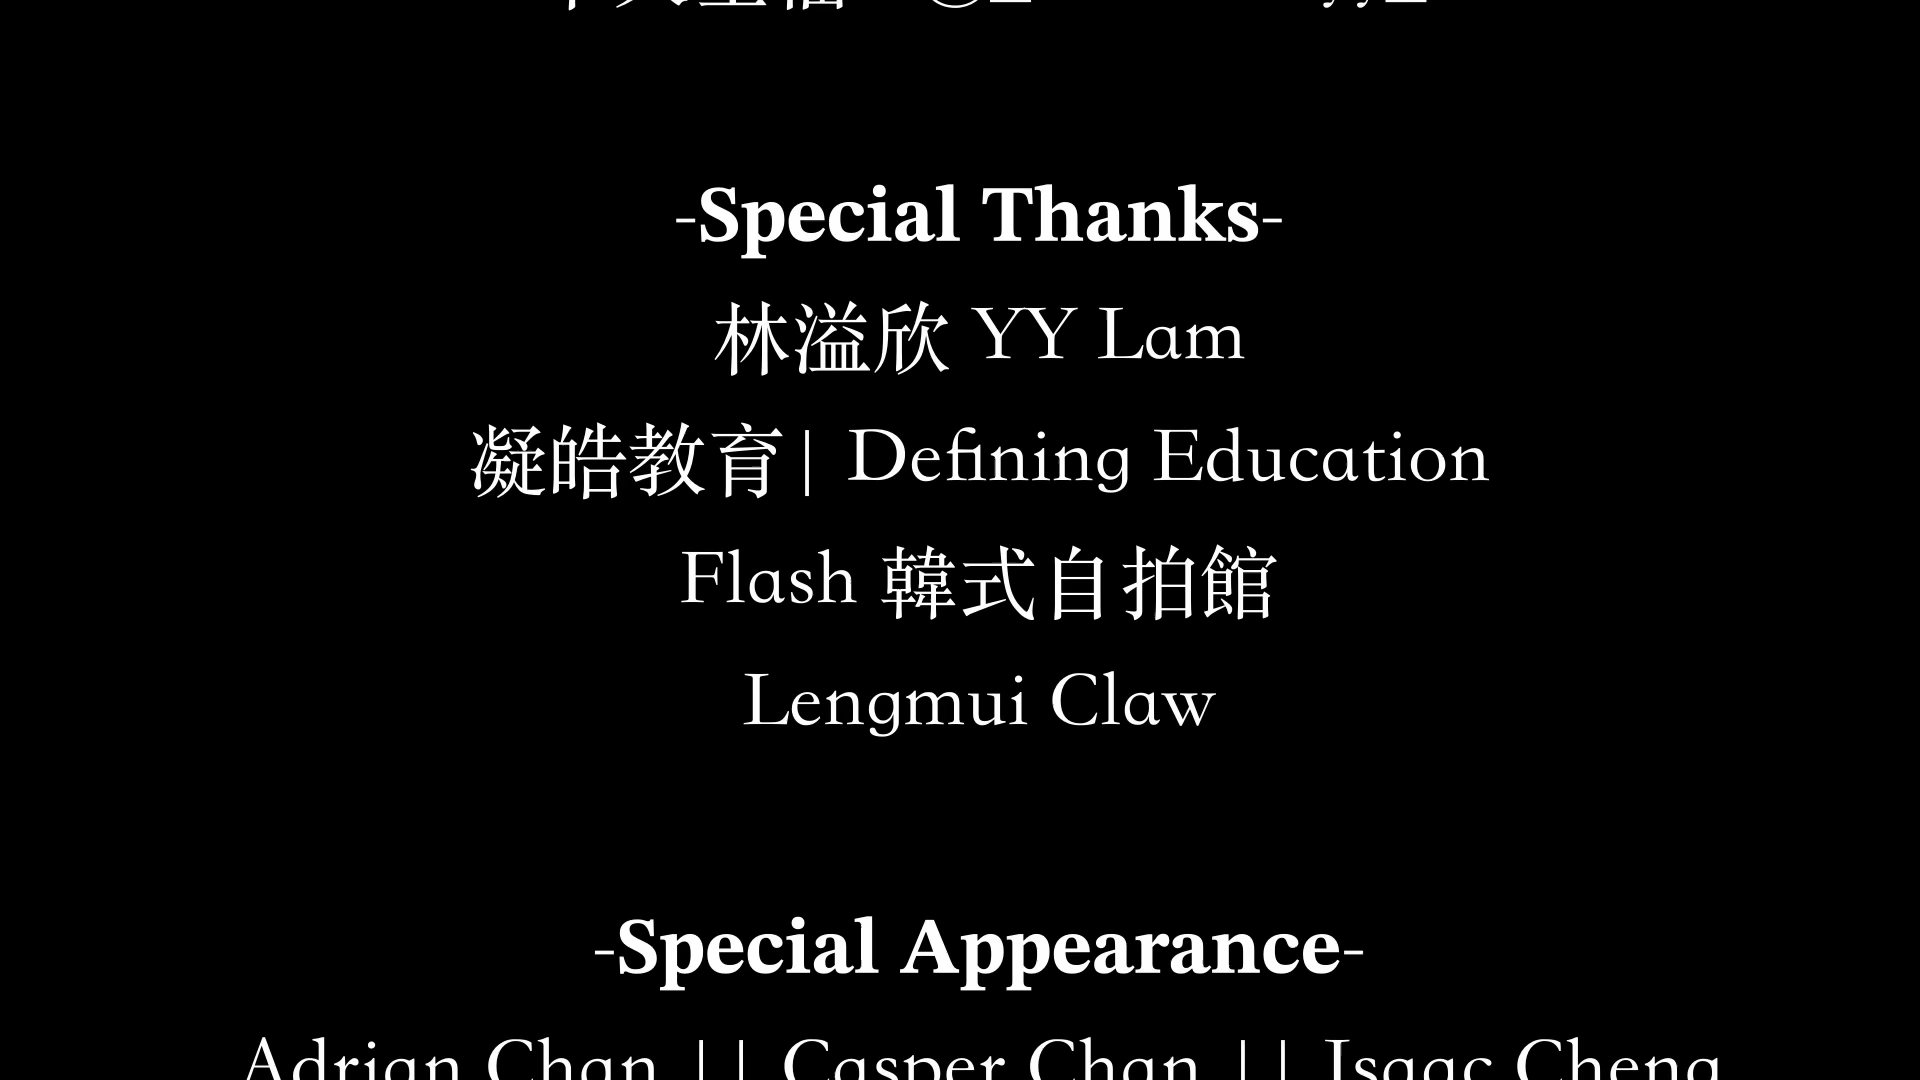 -Special Thanks-
林溢欣 YY Lam
凝皓教育| Defining Education
Flash 韓式自拍館
Lengmui Claw
-Special Appearance-
Adrian Chan || Casper Chan || Isaac Cheng